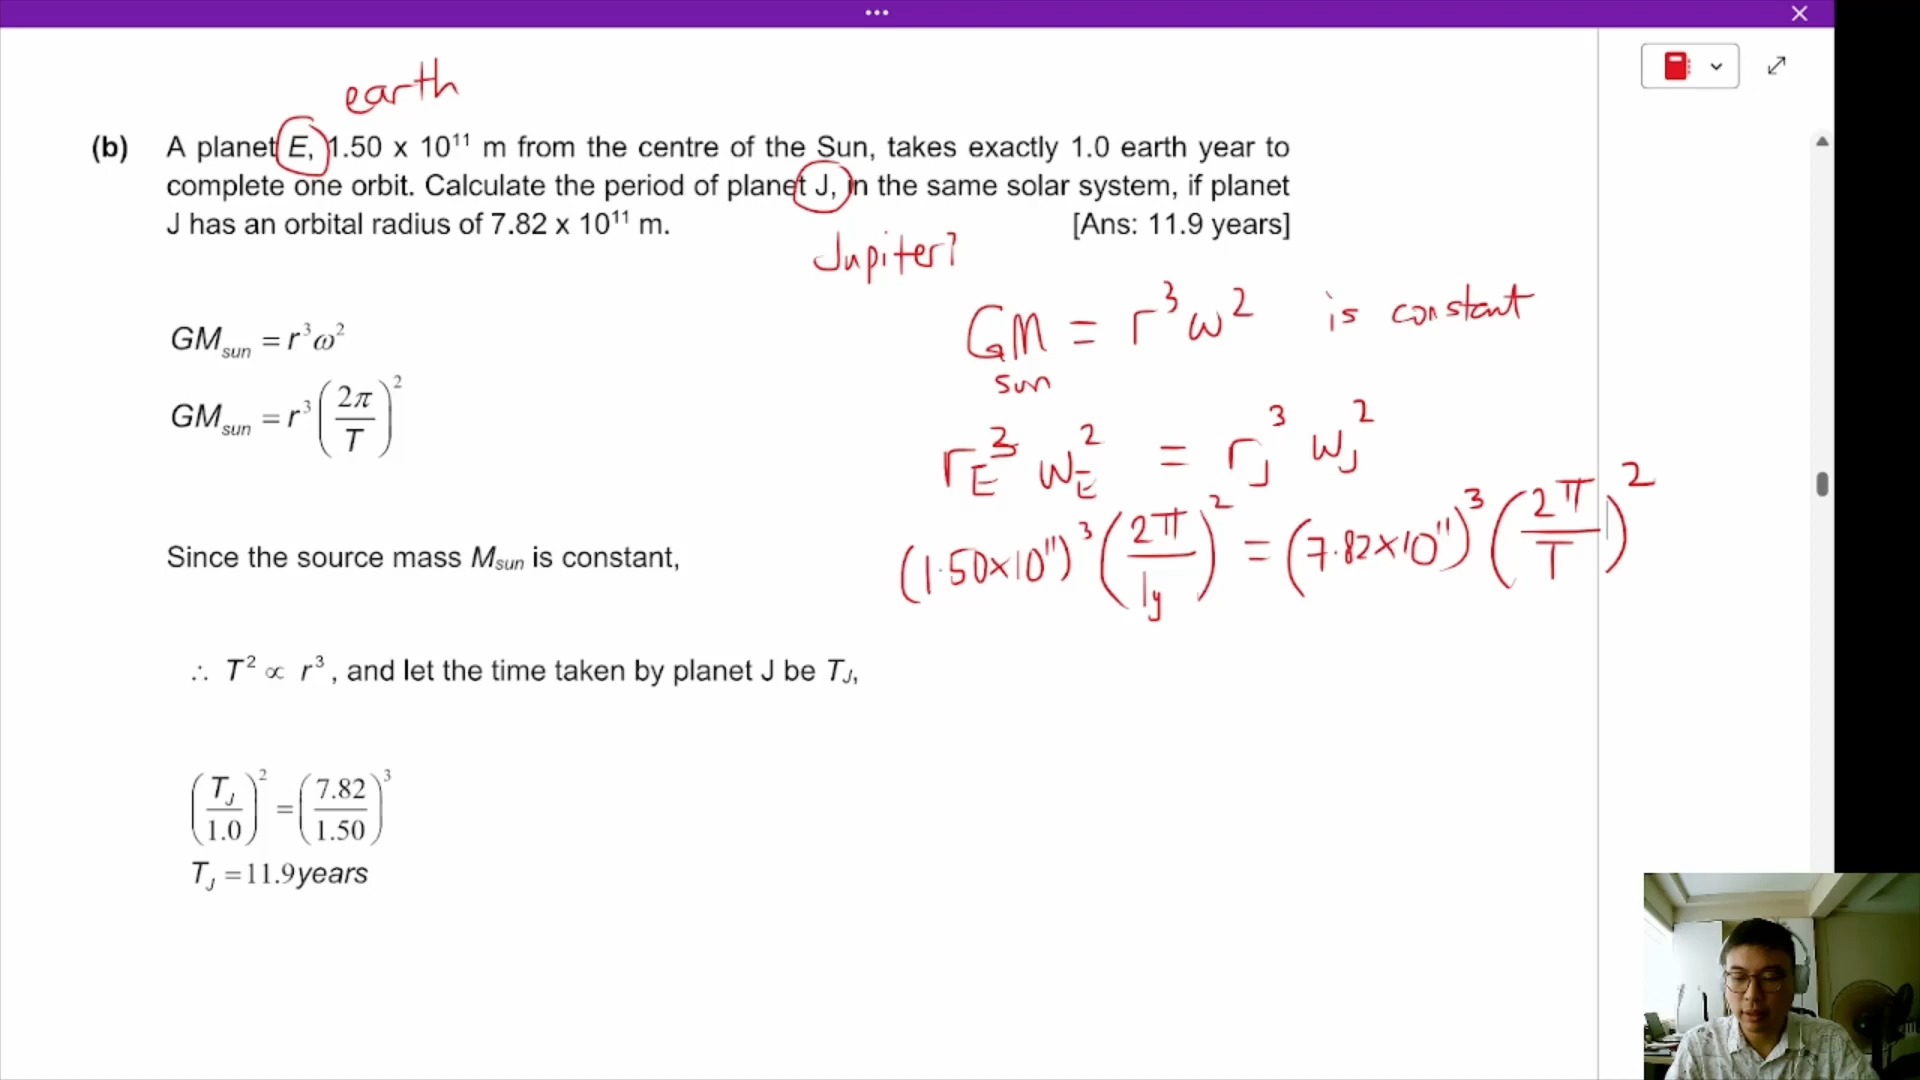 earth
(b) A planet E, 1.50 x 10¹¹ m from the centre of the Sun, takes exactly 1.0 earth year to
complete one orbit. Calculate the period of planet J, in the same solar system, if planet
J has an orbital radius of 7.82 x 10¹¹ m. [Ans: 11.9 years]
Jupiter?
GM = r³ω² is constant
sun
GM_sun = r³ω²
GM_sun = r³(2π/T)²
r_E³ ω_E² = r_J³ ω_J²
(1.50×10¹¹)³ (2π/1y)² = (7.82×10¹¹)³ (2π/T)²
Since the source mass M_sun is constant,
∴ T² ∝ r³, and let the time taken by planet J be T_J,
(T_J/1.0)² = (7.82/1.50)³
T_J = 11.9years